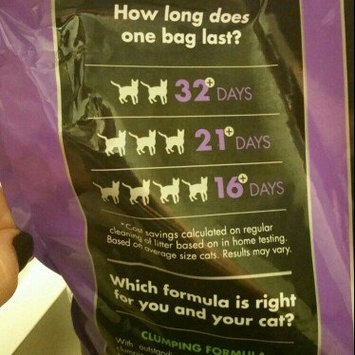 How long does
one bag last?
32+ DAYS
21+ DAYS
16+ DAYS
*Cost savings calculated on regular
cleaning of litter based on in home testing.
Based on average size cats. Results may vary.
Which formula is right
for you and your cat?
CLUMPING FORMULA
With outstand